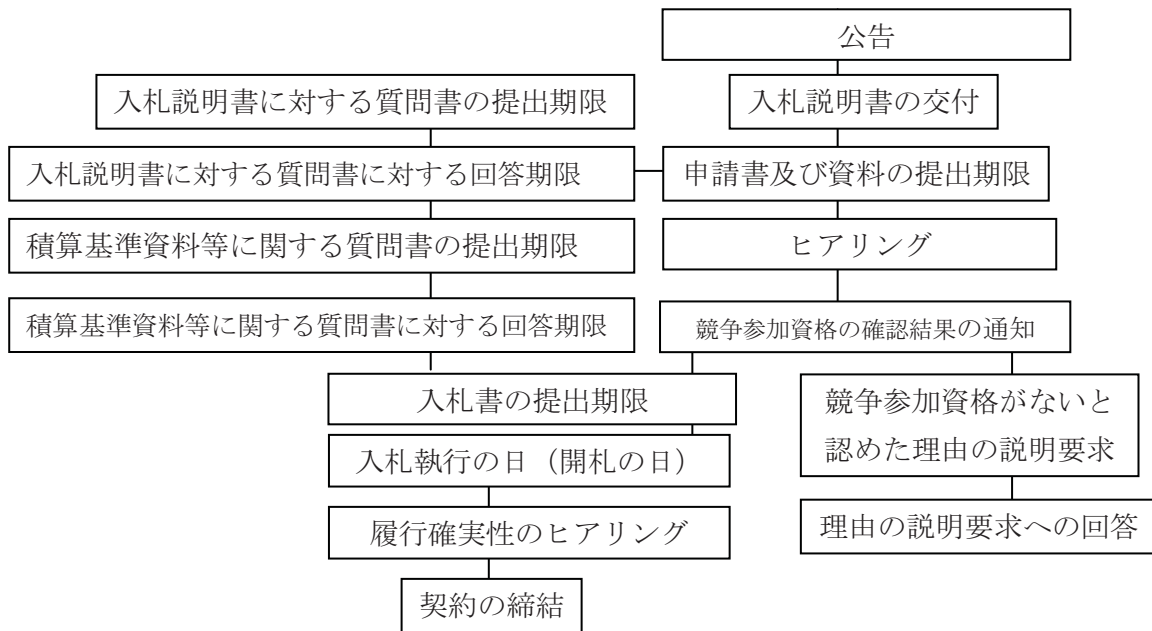 公告
入札説明書に対する質問書の提出期限
入札説明書の交付
入札説明書に対する質問書に対する回答期限
申請書及び資料の提出期限
積算基準資料等に関する質問書の提出期限
ヒアリング
積算基準資料等に関する質問書に対する回答期限
競争参加資格の確認結果の通知
入札書の提出期限
競争参加資格がないと
認めた理由の説明要求
入札執行の日（開札の日）
履行確実性のヒアリング
理由の説明要求への回答
契約の締結